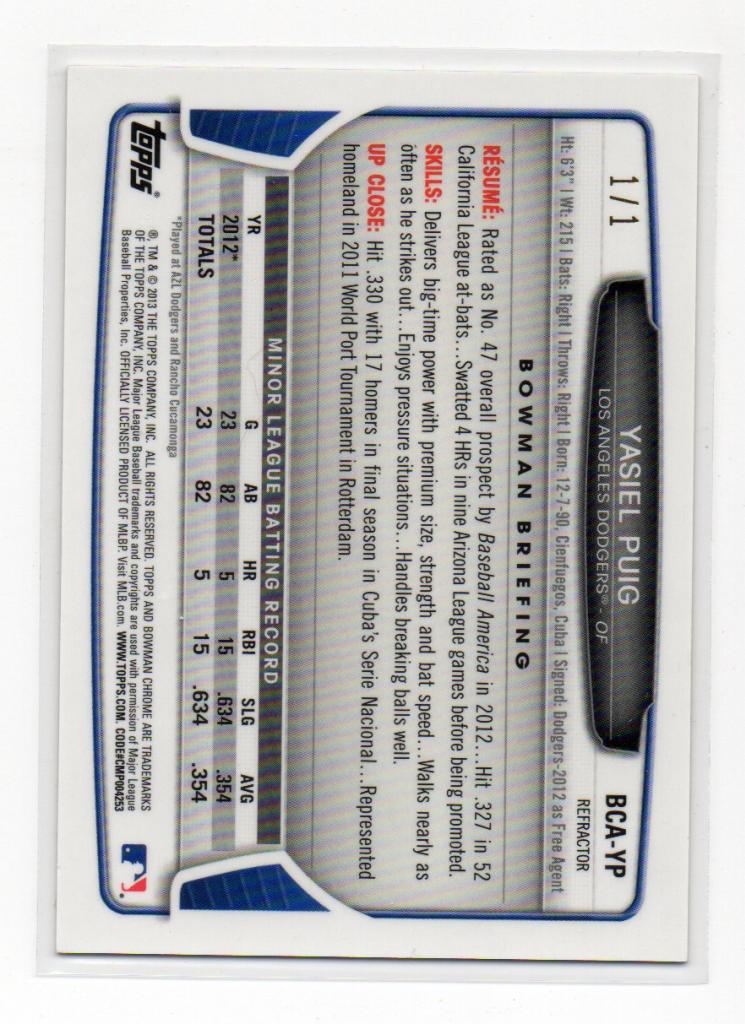 1/1
YASIEL PUIG
LOS ANGELES DODGERS® - OF
BCA-YP
REFRACTOR
Ht: 6'3" | Wt: 215 | Bats: Right | Throws: Right | Born: 12-7-90, Cienfuegos, Cuba | Signed: Dodgers-2012 as Free Agent
BOWMAN BRIEFING
RÉSUMÉ: Rated as No. 47 overall prospect by Baseball America in 2012...Hit .327 in 52
California League at-bats...Swatted 4 HRs in nine Arizona League games before being promoted.
SKILLS: Delivers big-time power with premium size, strength and bat speed...Walks nearly as
often as he strikes out...Enjoys pressure situations...Handles breaking balls well.
UP CLOSE: Hit .330 with 17 homers in final season in Cuba's Serie Nacional...Represented
homeland in 2011 World Port Tournament in Rotterdam.
MINOR LEAGUE BATTING RECORD
YR G AB HR RBI SLG AVG
2012* 23 82 5 15 .634 .354
TOTALS 23 82 5 15 .634 .354
*Played at AZL Dodgers and Rancho Cucamonga
topps®
®, TM & © 2013 THE TOPPS COMPANY, INC. ALL RIGHTS RESERVED. TOPPS AND BOWMAN CHROME ARE TRADEMARKS
OF THE TOPPS COMPANY, INC. Major League Baseball trademarks and copyrights are used with permission of Major League
Baseball Properties, Inc. OFFICIALLY LICENSED PRODUCT OF MLBP. Visit MLB.com. WWW.TOPPS.COM. CODE#CMP004253